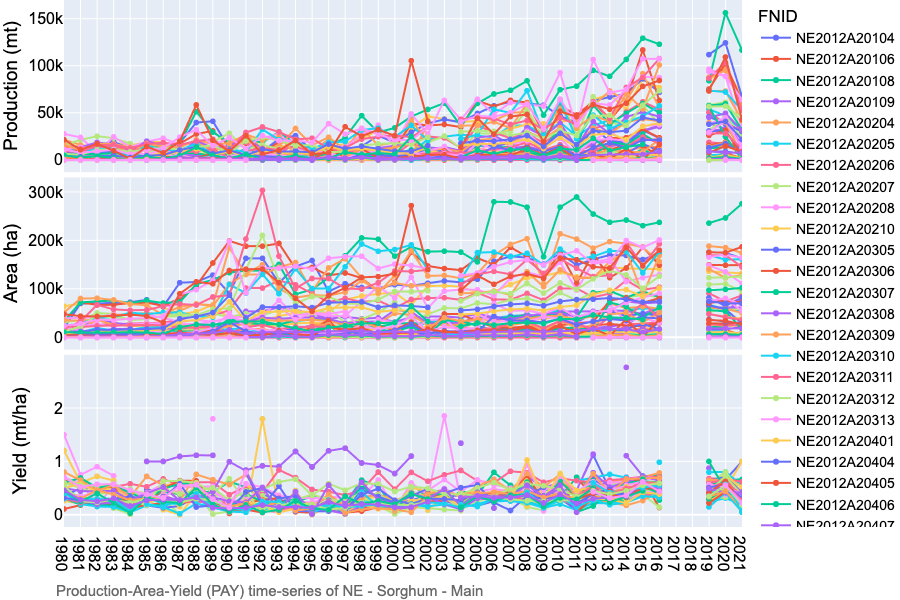 Production (mt)
150k
100k
50k
0
Area (ha)
300k
200k
100k
0
Yield (mt/ha)
2
1
0
1980 1981 1982 1983 1984 1985 1986 1987 1988 1989 1990 1991 1992 1993 1994 1995 1996 1997 1998 1999 2000 2001 2002 2003 2004 2005 2006 2007 2008 2009 2010 2011 2012 2013 2014 2015 2016 2017 2018 2019 2020 2021
Production-Area-Yield (PAY) time-series of NE - Sorghum - Main
FNID
NE2012A20104
NE2012A20106
NE2012A20108
NE2012A20109
NE2012A20204
NE2012A20205
NE2012A20206
NE2012A20207
NE2012A20208
NE2012A20210
NE2012A20305
NE2012A20306
NE2012A20307
NE2012A20308
NE2012A20309
NE2012A20310
NE2012A20311
NE2012A20312
NE2012A20313
NE2012A20401
NE2012A20404
NE2012A20405
NE2012A20406
NE2012A20407